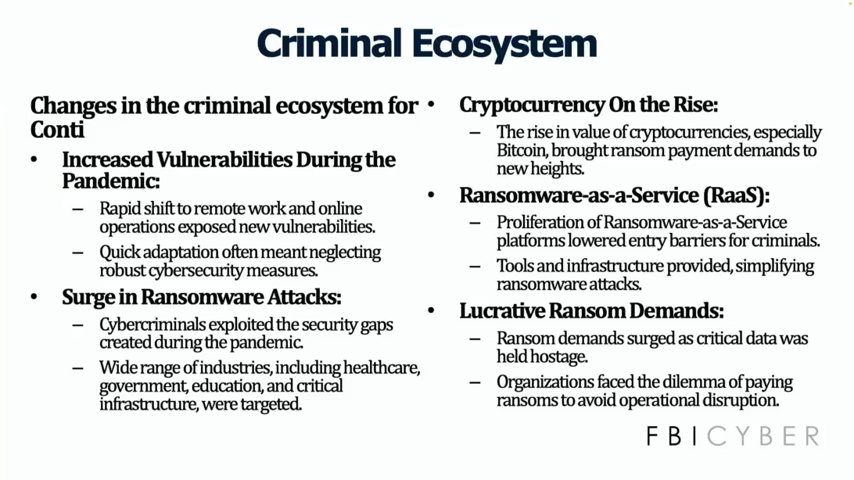 Criminal Ecosystem
Changes in the criminal ecosystem for
Conti
• Increased Vulnerabilities During the
Pandemic:
– Rapid shift to remote work and online
operations exposed new vulnerabilities.
– Quick adaptation often meant neglecting
robust cybersecurity measures.
• Surge in Ransomware Attacks:
– Cybercriminals exploited the security gaps
created during the pandemic.
– Wide range of industries, including healthcare,
government, education, and critical
infrastructure, were targeted.
• Cryptocurrency On the Rise:
– The rise in value of cryptocurrencies, especially
Bitcoin, brought ransom payment demands to
new heights.
• Ransomware-as-a-Service (RaaS):
– Proliferation of Ransomware-as-a-Service
platforms lowered entry barriers for criminals.
– Tools and infrastructure provided, simplifying
ransomware attacks.
• Lucrative Ransom Demands:
– Ransom demands surged as critical data was
held hostage.
– Organizations faced the dilemma of paying
ransoms to avoid operational disruption.
FBI CYBER